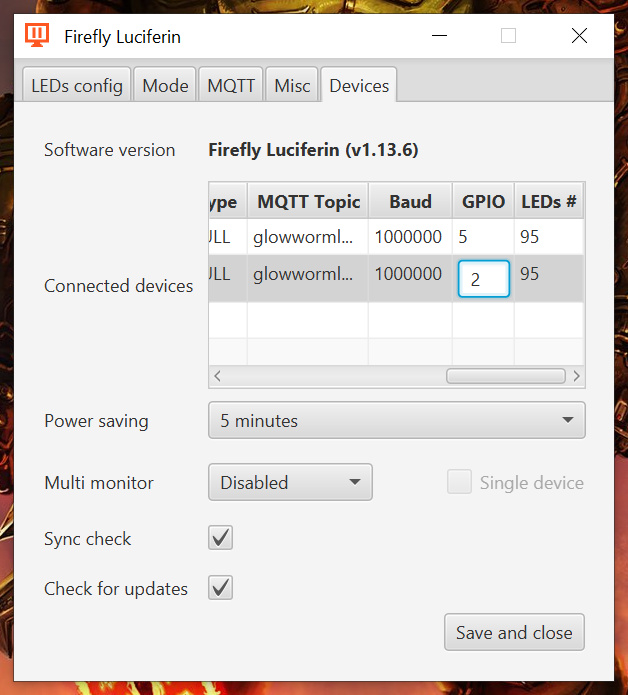 Firefly Luciferin
LEDs config Mode MQTT Misc Devices
Software version Firefly Luciferin (v1.13.6)
ype MQTT Topic Baud GPIO LEDs #
ULL glowworml... 1000000 5 95
ULL glowworml... 1000000 2 95
Connected devices
Power saving 5 minutes
Multi monitor Disabled Single device
Sync check
Check for updates
Save and close